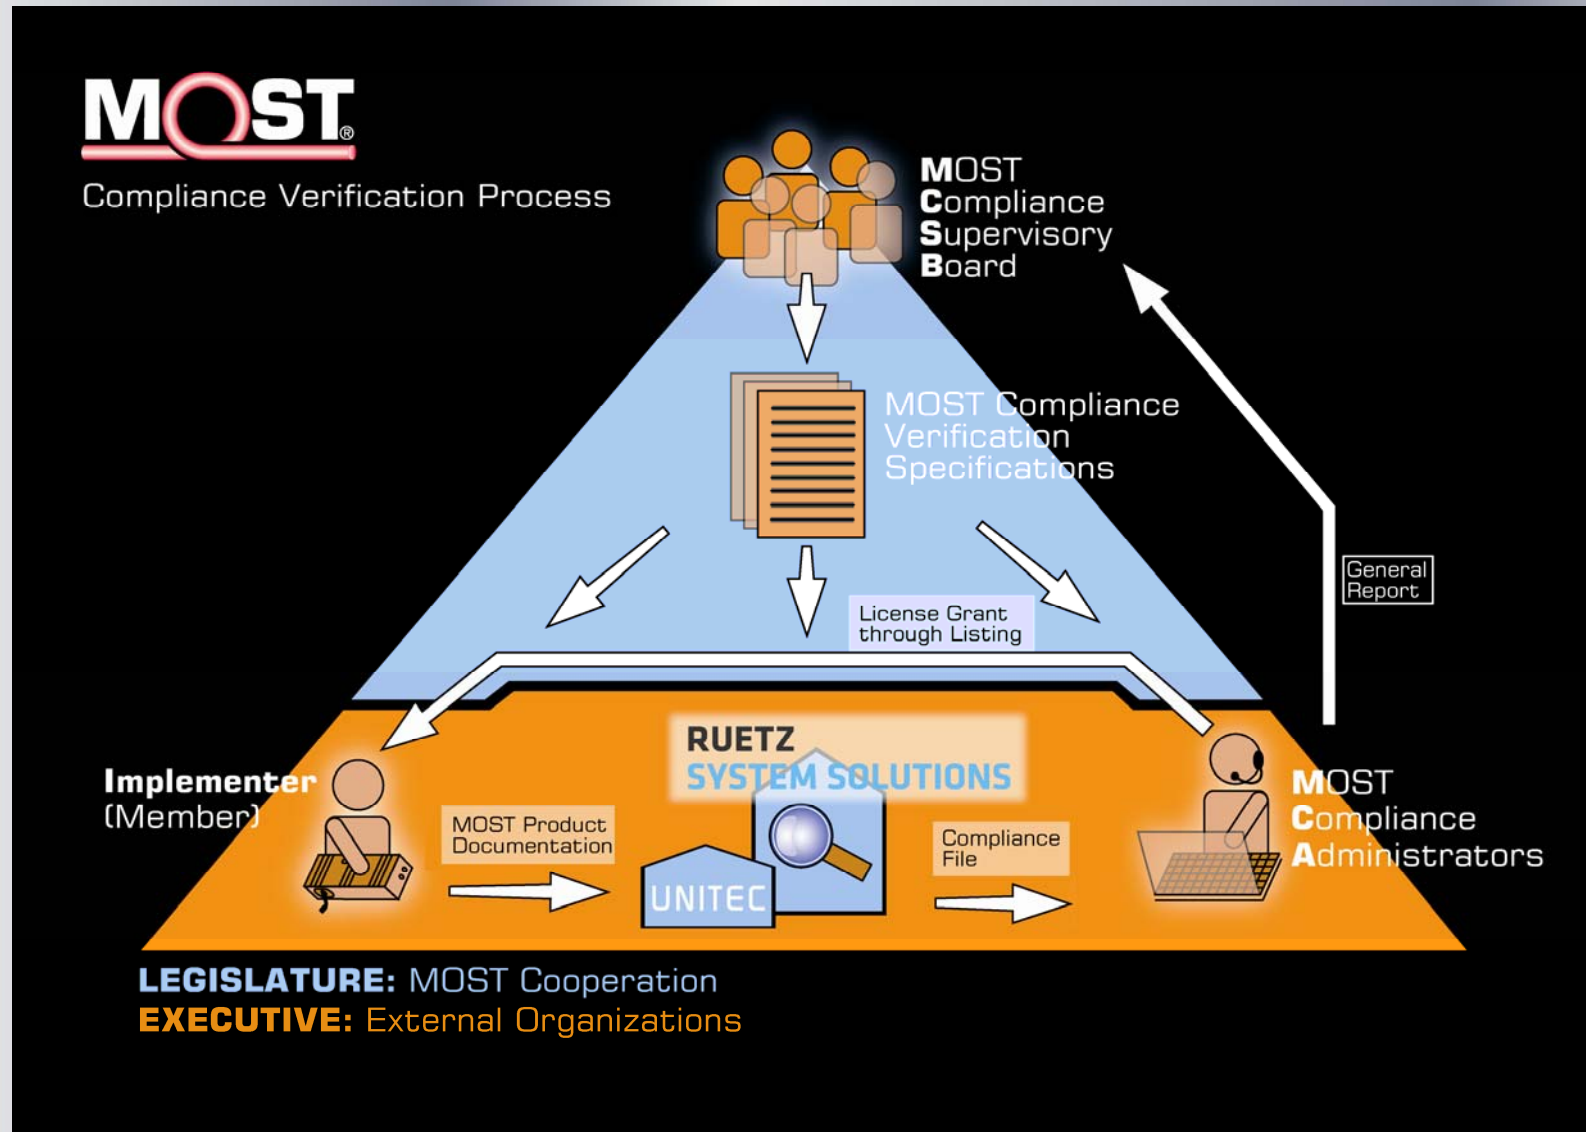 MOST®
Compliance Verification Process
MOST
Compliance
Supervisory
Board
MOST Compliance
Verification
Specifications
General
Report
License Grant
through Listing
RUETZ
SYSTEM SOLUTIONS
Implementer
(Member)
MOST Product
Documentation
UNITEC
Compliance
File
MOST
Compliance
Administrators
LEGISLATURE: MOST Cooperation
EXECUTIVE: External Organizations